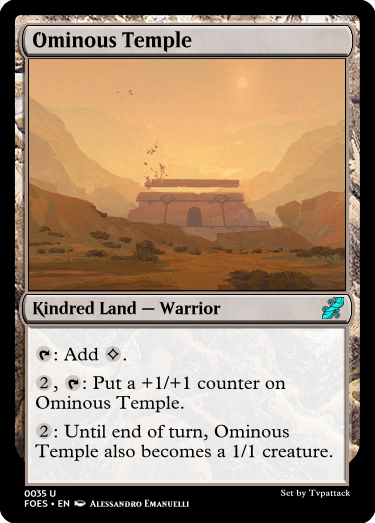 Ominous Temple
Kindred Land — Warrior
: Add .
2, : Put a +1/+1 counter on
Ominous Temple.
2: Until end of turn, Ominous
Temple also becomes a 1/1 creature.
0035 U
FOES • EN Alessandro Emanuelli
Set by Tvpattack